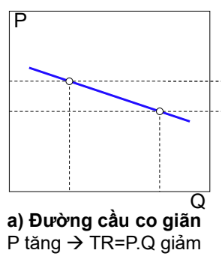 P
Q
a) Đường cầu co giãn
P tăng → TR=P.Q giảm